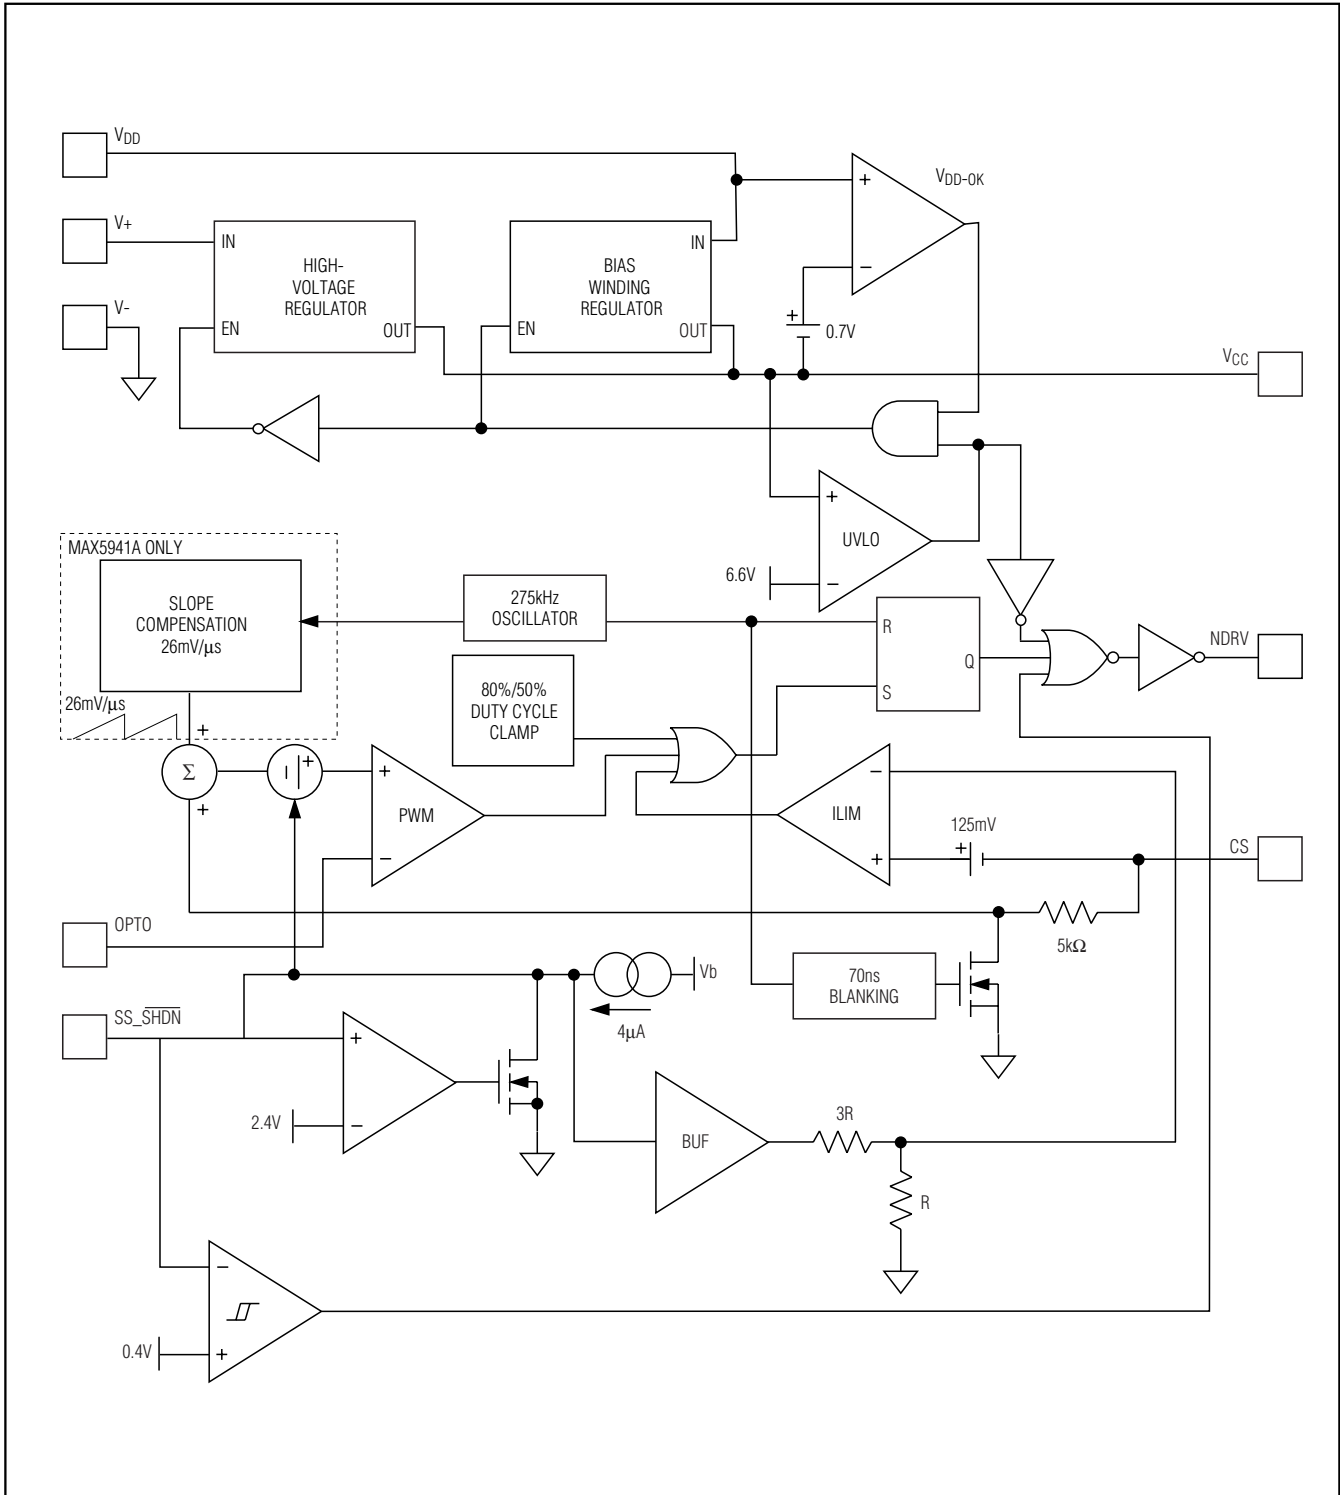 VDD
V+
V-
IN
HIGH-
VOLTAGE
REGULATOR
EN
OUT
BIAS
WINDING
REGULATOR
IN
EN
OUT
+
−
VDD-OK
+
0.7V
VCC
+
UVLO
−
6.6V
MAX5941A ONLY
SLOPE
COMPENSATION
26mV/μs
26mV/μs
275kHz
OSCILLATOR
80%/50%
DUTY CYCLE
CLAMP
R
Q
S
NDRV
+
Σ
+
+
+
PWM
−
−
ILIM
+
125mV
+
CS
5kΩ
OPTO
SS_SHDN
Vb
4μA
70ns
BLANKING
+
2.4V
−
BUF
3R
R
−
0.4V
+